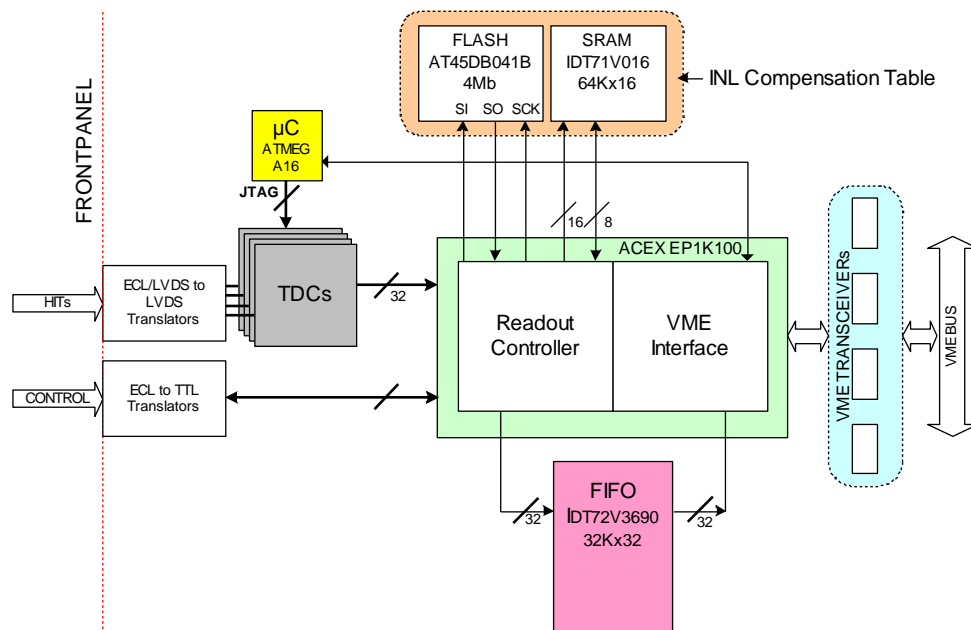 FLASH
AT45DB041B
4Mb
SI SO SCK
SRAM
IDT71V016
64Kx16
INL Compensation Table
FRONTPANEL
µC
ATMEG
A16
JTAG
16
8
ACEX EP1K100
HITs
ECL/LVDS to
LVDS
Translators
TDCs
32
Readout
Controller
VME
Interface
VME TRANSCEIVERs
VMEBUS
CONTROL
ECL to TTL
Translators
32
FIFO
IDT72V3690
32Kx32
32